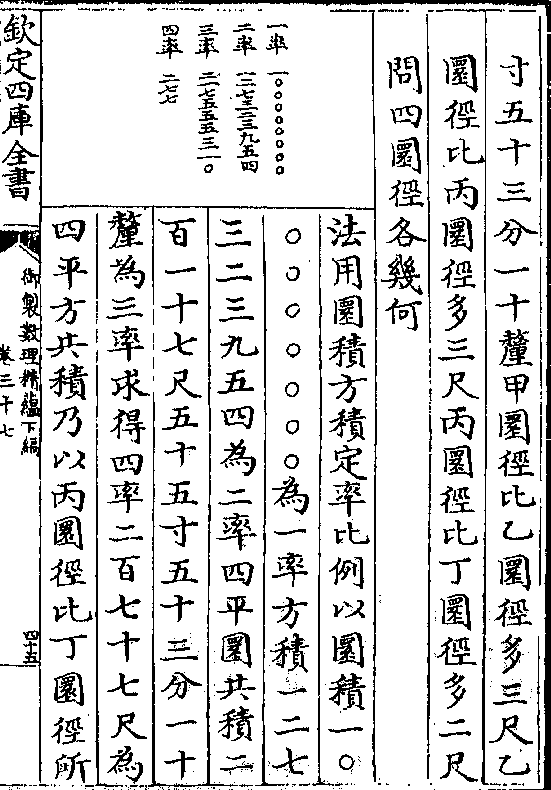 寸五十三分一十釐甲圜徑比乙圜徑多三尺乙
圜徑比丙圜徑多三尺丙圜徑比丁圜徑多二尺
問四圜徑各幾何
一率 一〇〇〇〇〇〇〇〇
二率 一二七三二三九五四
三率 二一七五五五三一〇
四率 二七七
法用圜積方積定率比例以圜積一〇
〇〇〇〇〇〇〇為一率方積一二七
三二三九五四為二率四平圜共積二
百一十七尺五十五寸五十三分一十
釐為三率求得四率二百七十七尺為
四平方共積乃以丙圜徑比丁圜徑所
欽定四庫全書
御製數理精蘊下編
卷三十七
四十五